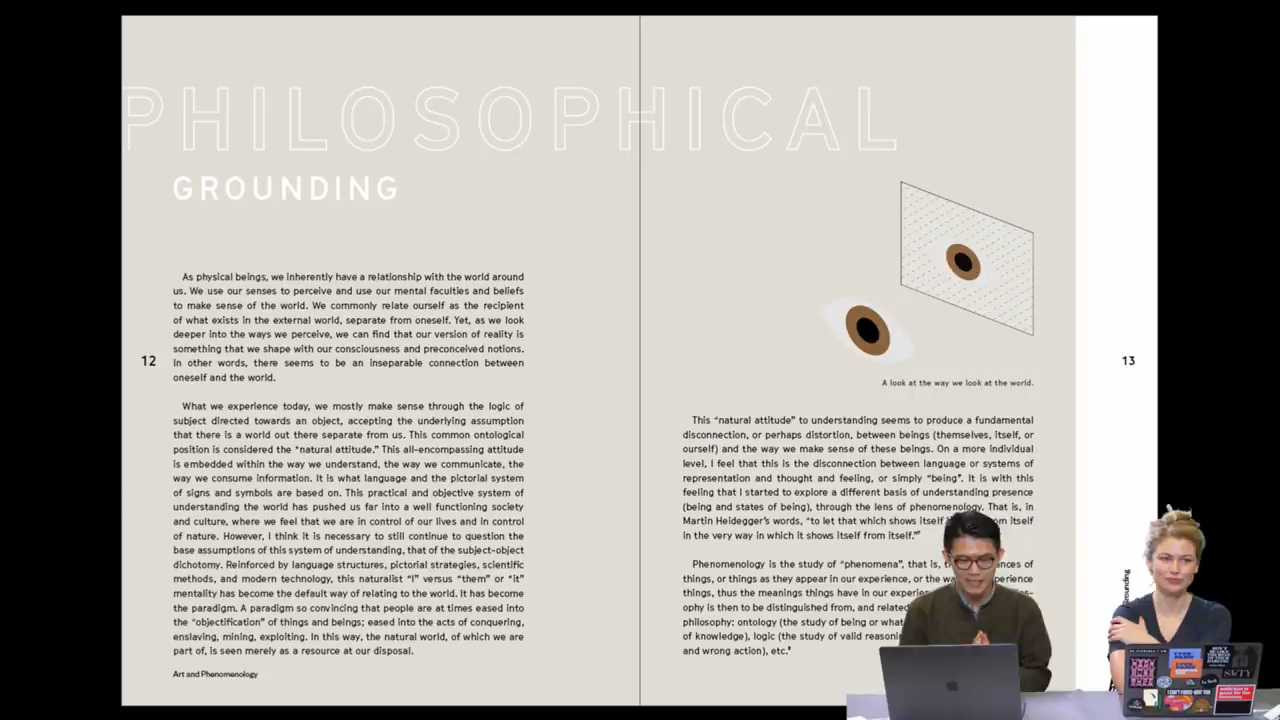 PHILOSOPHICAL
GROUNDING
As physical beings, we inherently have a relationship with the world around
us. We use our senses to perceive and use our mental faculties and beliefs
to make sense of the world. We commonly relate ourself as the recipient
of what exists in the external world, separate from oneself. Yet, as we look
deeper into the ways we perceive, we can find that our version of reality is
something that we shape with our consciousness and preconceived notions.
In other words, there seems to be an inseparable connection between
oneself and the world.
12
What we experience today, we mostly make sense through the logic of
subject directed towards an object, accepting the underlying assumption
that there is a world out there separate from us. This common ontological
position is considered the “natural attitude.” This all-encompassing attitude
is embedded within the way we understand, the way we communicate, the
way we consume information. It is what language and the pictorial system
of signs and symbols are based on. This practical and objective system of
understanding the world has pushed us far into a well functioning society
and culture, where we feel that we are in control of our lives and in control
of nature. However, I think it is necessary to still continue to question the
base assumptions of this system of understanding, that of the subject-object
dichotomy. Reinforced by language structures, pictorial strategies, scientific
methods, and modern technology, this naturalist “I” versus “them” or “it”
mentality has become the default way of relating to the world. It has become
the paradigm. A paradigm so convincing that people are at times eased into
the “objectification” of things and beings; eased into the acts of conquering,
enslaving, mining, exploiting. In this way, the natural world, of which we are
part of, is seen merely as a resource at our disposal.
Art and Phenomenology
A look at the way we look at the world.
13
This “natural attitude” to understanding seems to produce a fundamental
disconnection, or perhaps distortion, between beings (themselves, itself, or
ourself) and the way we make sense of these beings. On a more individual
level, I feel that this is the disconnection between language or systems of
representation and thought and feeling, or simply “being”. It is with this
feeling that I started to explore a different basis of understanding presence
(being and states of being), through the lens of phenomenology. That is, in
Martin Heidegger’s words, “to let that which shows itself itself
in the very way in which it shows itself from itself.”
Phenomenology is the study of “phenomena”, that is,
things, or things as they appear in our experience, or the
things, thus the meanings things have in our
ophy is then to be distinguished from, and related
philosophy: ontology (the study of being or what
of knowledge), logic (the study of valid
and wrong action), etc.
Grounding